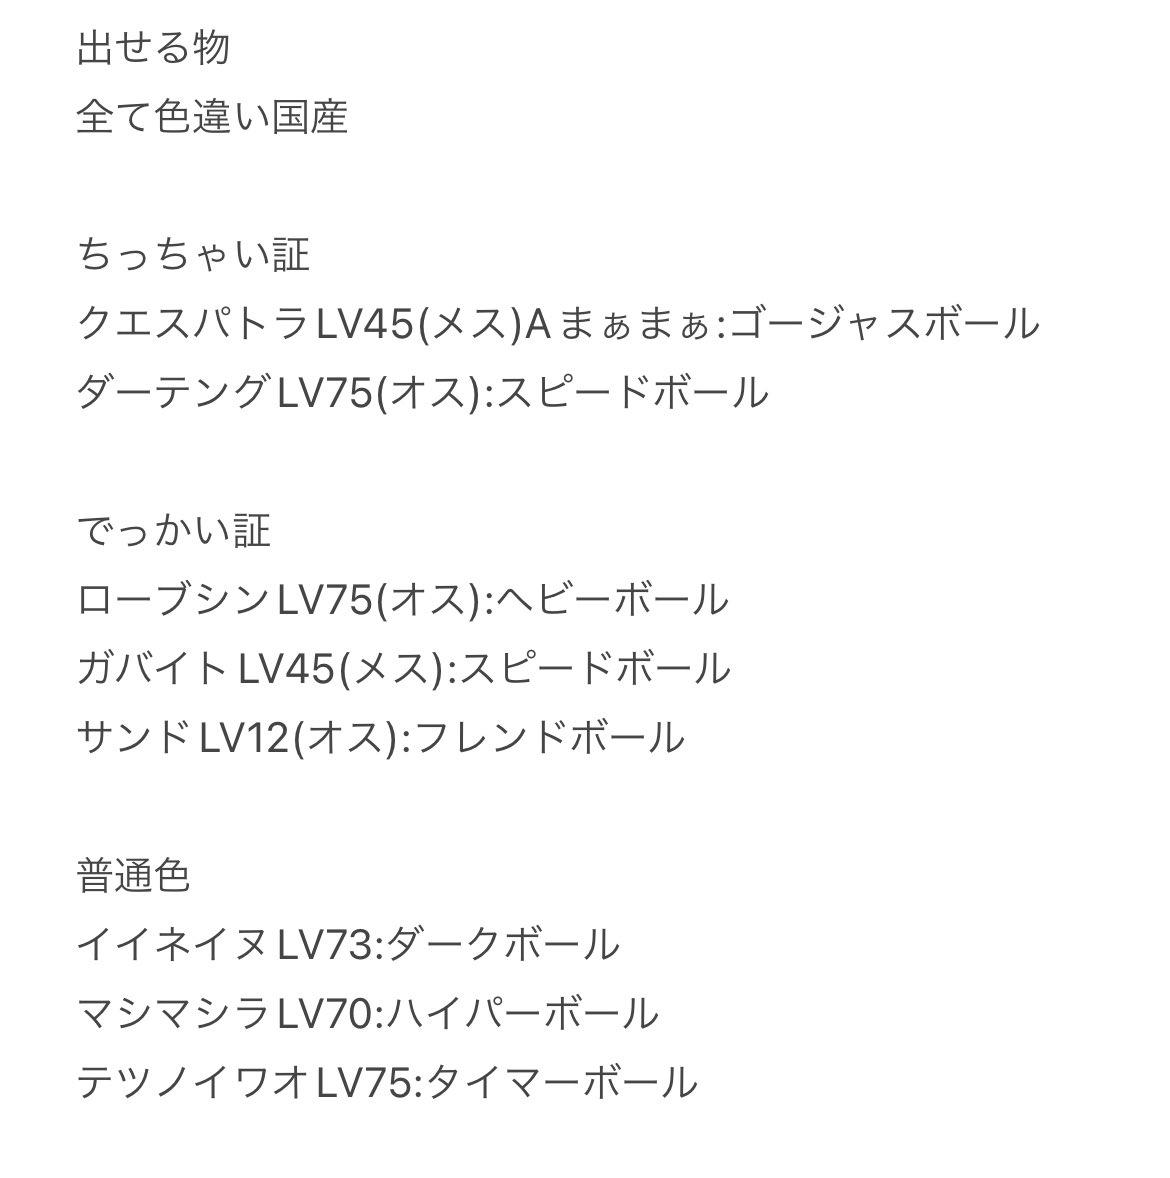 出せる物
全て色違い国産
ちっちゃい証
クエスパトラLV45(メス)Aまぁまぁ:ゴージャスボール
ダーテングLV75(オス):スピードボール
でっかい証
ローブシンLV75(オス):ヘビーボール
ガバイトLV45(メス):スピードボール
サンドLV12(オス):フレンドボール
普通色
イイネイヌLV73:ダークボール
マシマシラLV70:ハイパーボール
テツノイワオLV75:タイマーボール